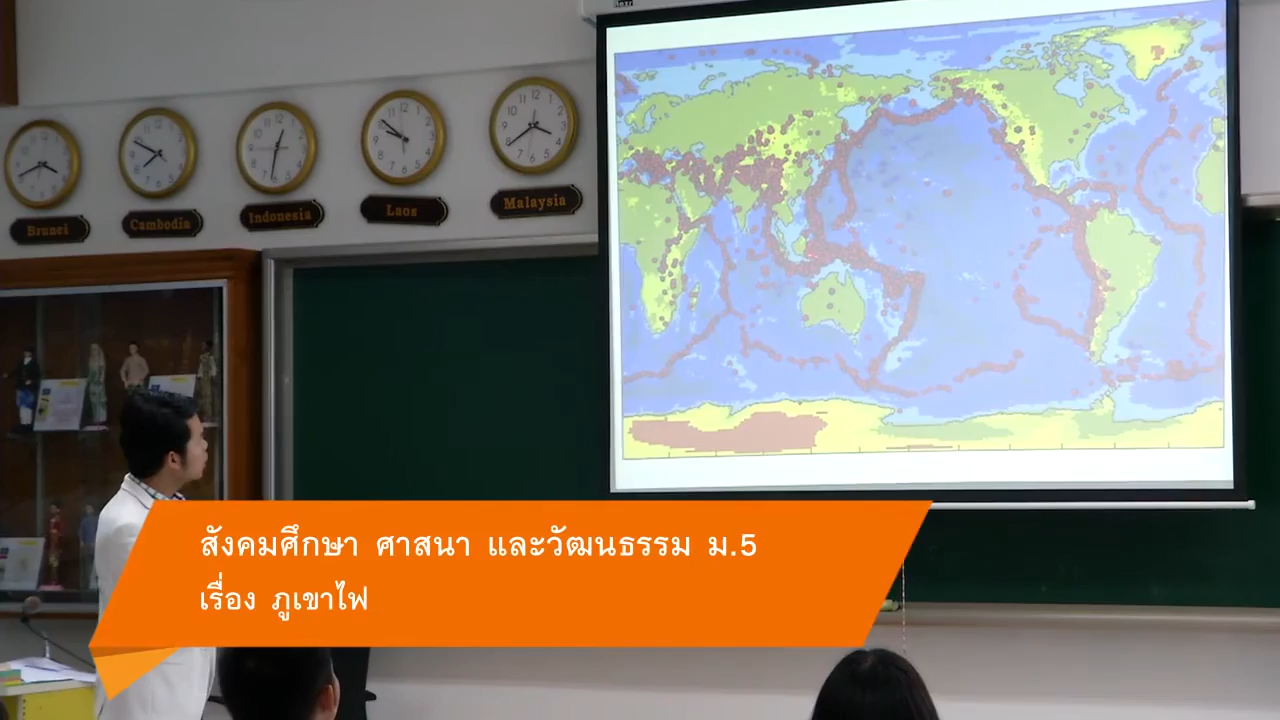 Brunei
Cambodia
Indonesia
Laos
Malaysia
สังคมศึกษา ศาสนา และวัฒนธรรม ม.5
เรื่อง ภูเขาไฟ